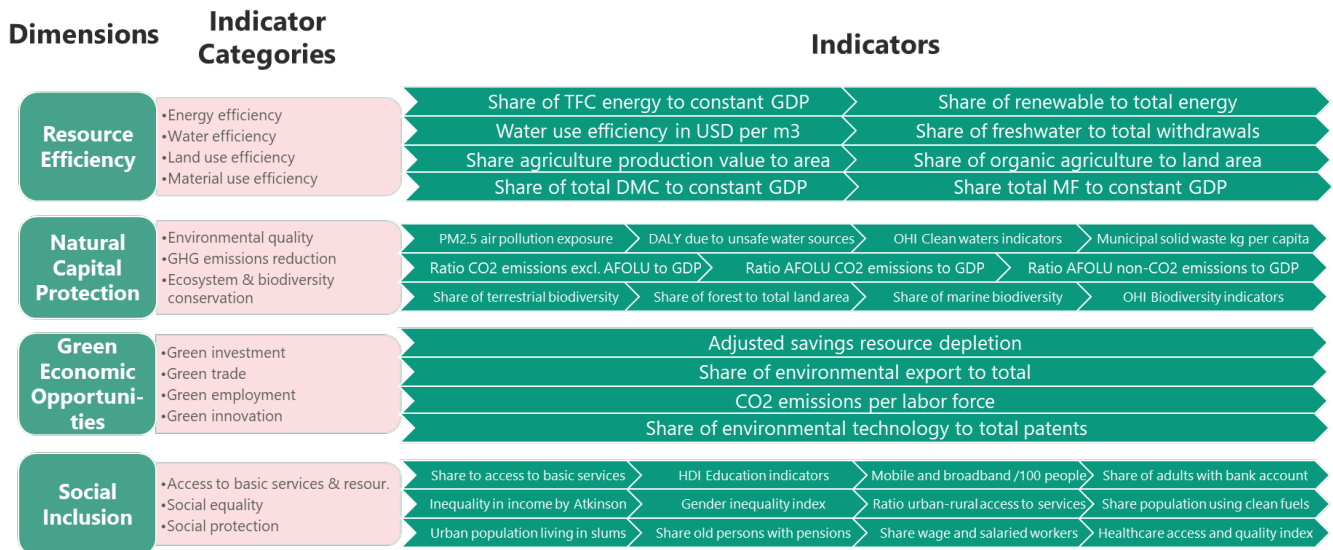 Dimensions
Indicator
Categories
Indicators
Resource
Efficiency
•Energy efficiency
•Water efficiency
•Land use efficiency
•Material use efficiency
Share of TFC energy to constant GDP
Share of renewable to total energy
Water use efficiency in USD per m3
Share of freshwater to total withdrawals
Share agriculture production value to area
Share of organic agriculture to land area
Share of total DMC to constant GDP
Share total MF to constant GDP
Natural
Capital
Protection
•Environmental quality
•GHG emissions reduction
•Ecosystem & biodiversity
conservation
PM2.5 air pollution exposure
DALY due to unsafe water sources
OHI Clean waters indicators
Municipal solid waste kg per capita
Ratio CO2 emissions excl. AFOLU to GDP
Ratio AFOLU CO2 emissions to GDP
Ratio AFOLU non-CO2 emissions to GDP
Share of terrestrial biodiversity
Share of forest to total land area
Share of marine biodiversity
OHI Biodiversity indicators
Green
Economic
Opportuni-
ties
•Green investment
•Green trade
•Green employment
•Green innovation
Adjusted savings resource depletion
Share of environmental export to total
CO2 emissions per labor force
Share of environmental technology to total patents
Social
Inclusion
•Access to basic services & resour.
•Social equality
•Social protection
Share to access to basic services
HDI Education indicators
Mobile and broadband /100 people
Share of adults with bank account
Inequality in income by Atkinson
Gender inequality index
Ratio urban-rural access to services
Share population using clean fuels
Urban population living in slums
Share old persons with pensions
Share wage and salaried workers
Healthcare access and quality index